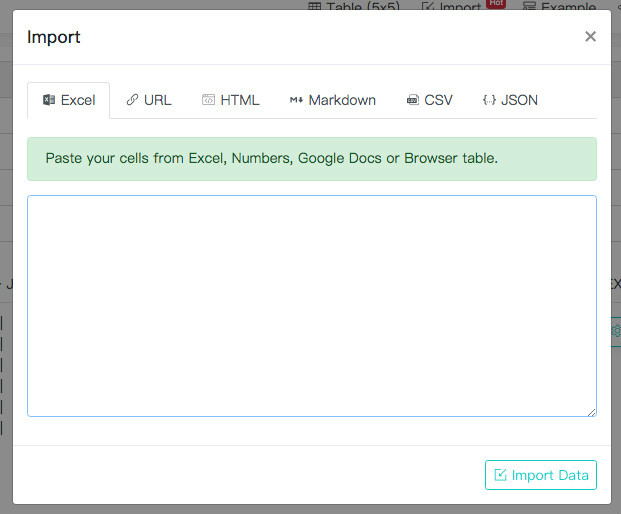 Table (5x5) Import Hot Example
Import ×
Excel URL HTML Markdown CSV JSON
Paste your cells from Excel, Numbers, Google Docs or Browser table.
Import Data